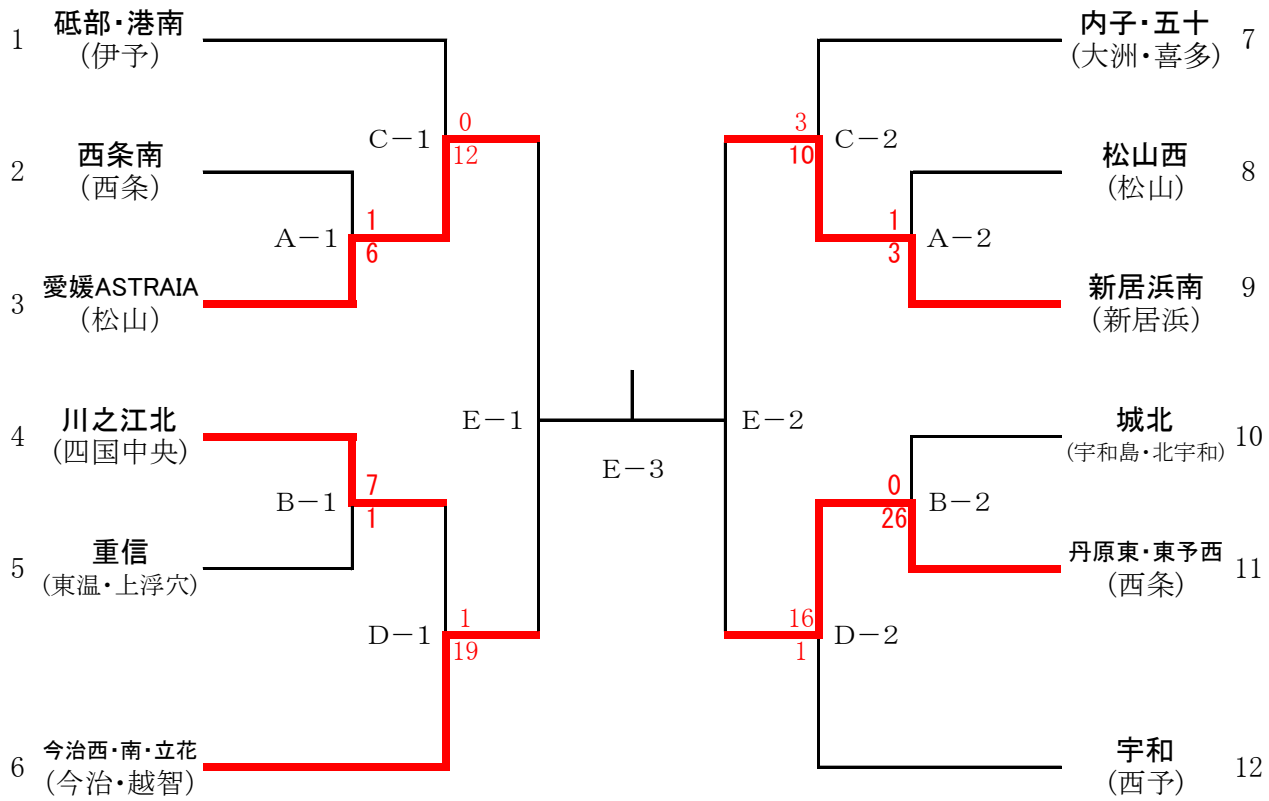 1
砥部・港南
(伊予)
2
西条南
(西条)
3
愛媛ASTRAIA
(松山)
4
川之江北
(四国中央)
5
重信
(東温・上浮穴)
6
今治西・南・立花
(今治・越智)
C－1
0
12
A－1
1
6
B－1
7
1
D－1
1
19
E－1
E－3
E－2
3
10
C－2
1
3
A－2
0
26
B－2
16
1
D－2
内子・五十
(大洲・喜多)
7
松山西
(松山)
8
新居浜南
(新居浜)
9
城北
(宇和島・北宇和)
10
丹原東・東予西
(西条)
11
宇和
(西予)
12